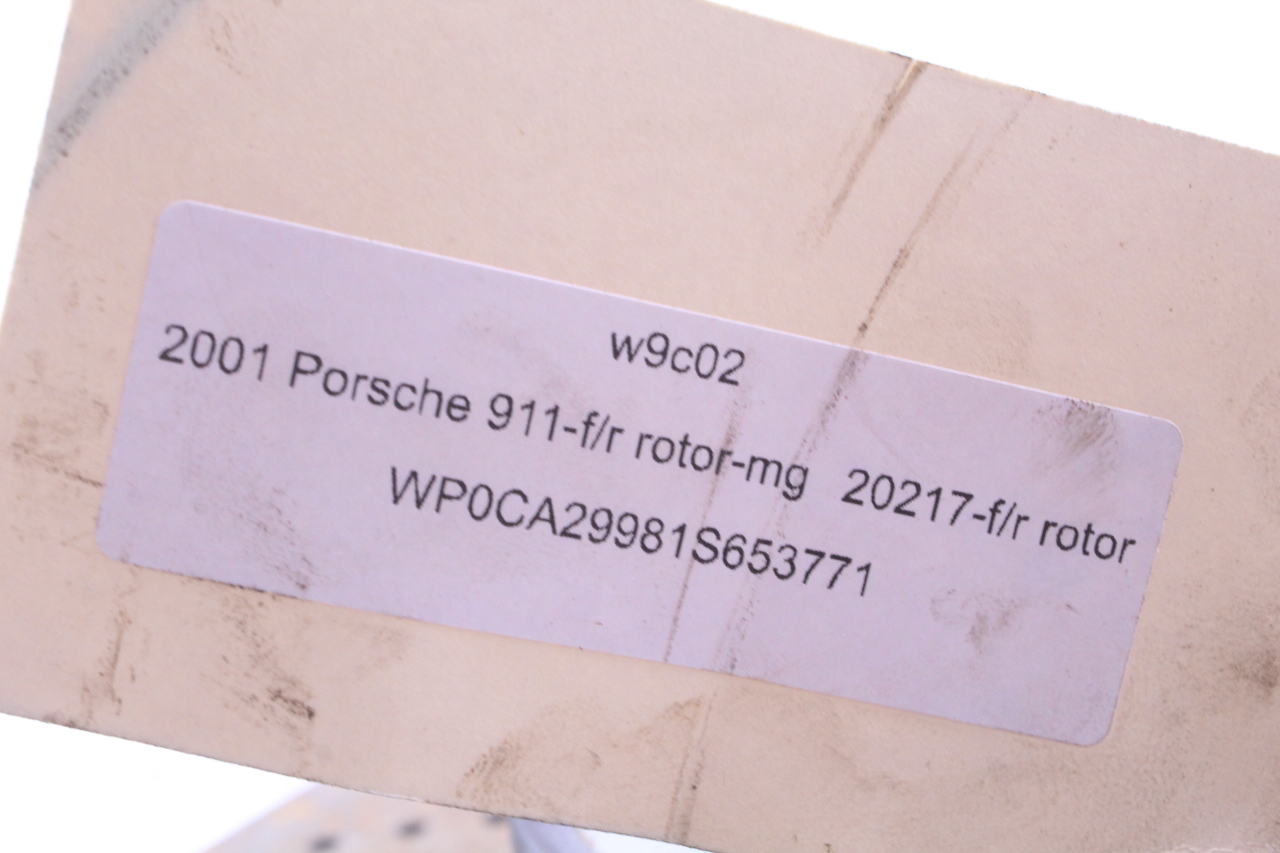 w9c02
2001 Porsche 911-f/r rotor-mg 20217-f/r rotor
WP0CA29981S653771